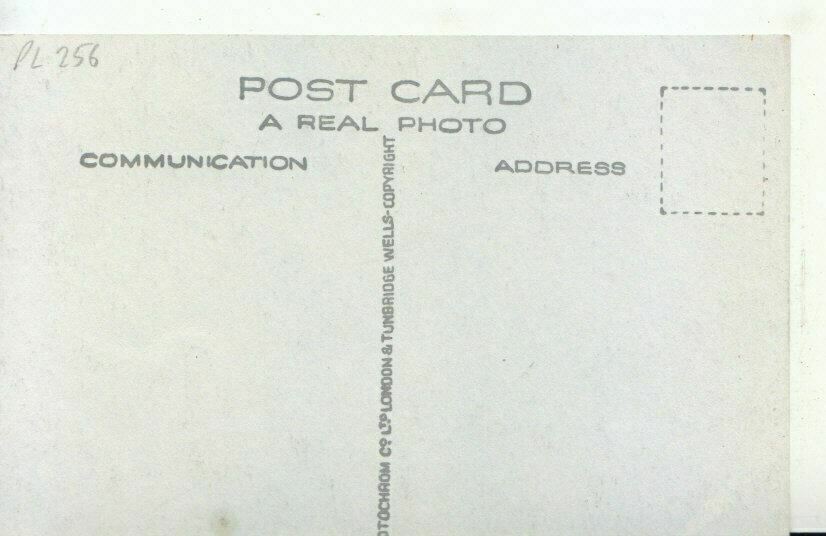 PL 256
POST CARD
A REAL PHOTO
COMMUNICATION
ADDRESS
OTOCHROM CO LTD LONDON & TUNBRIDGE WELLS-COPYRIGHT